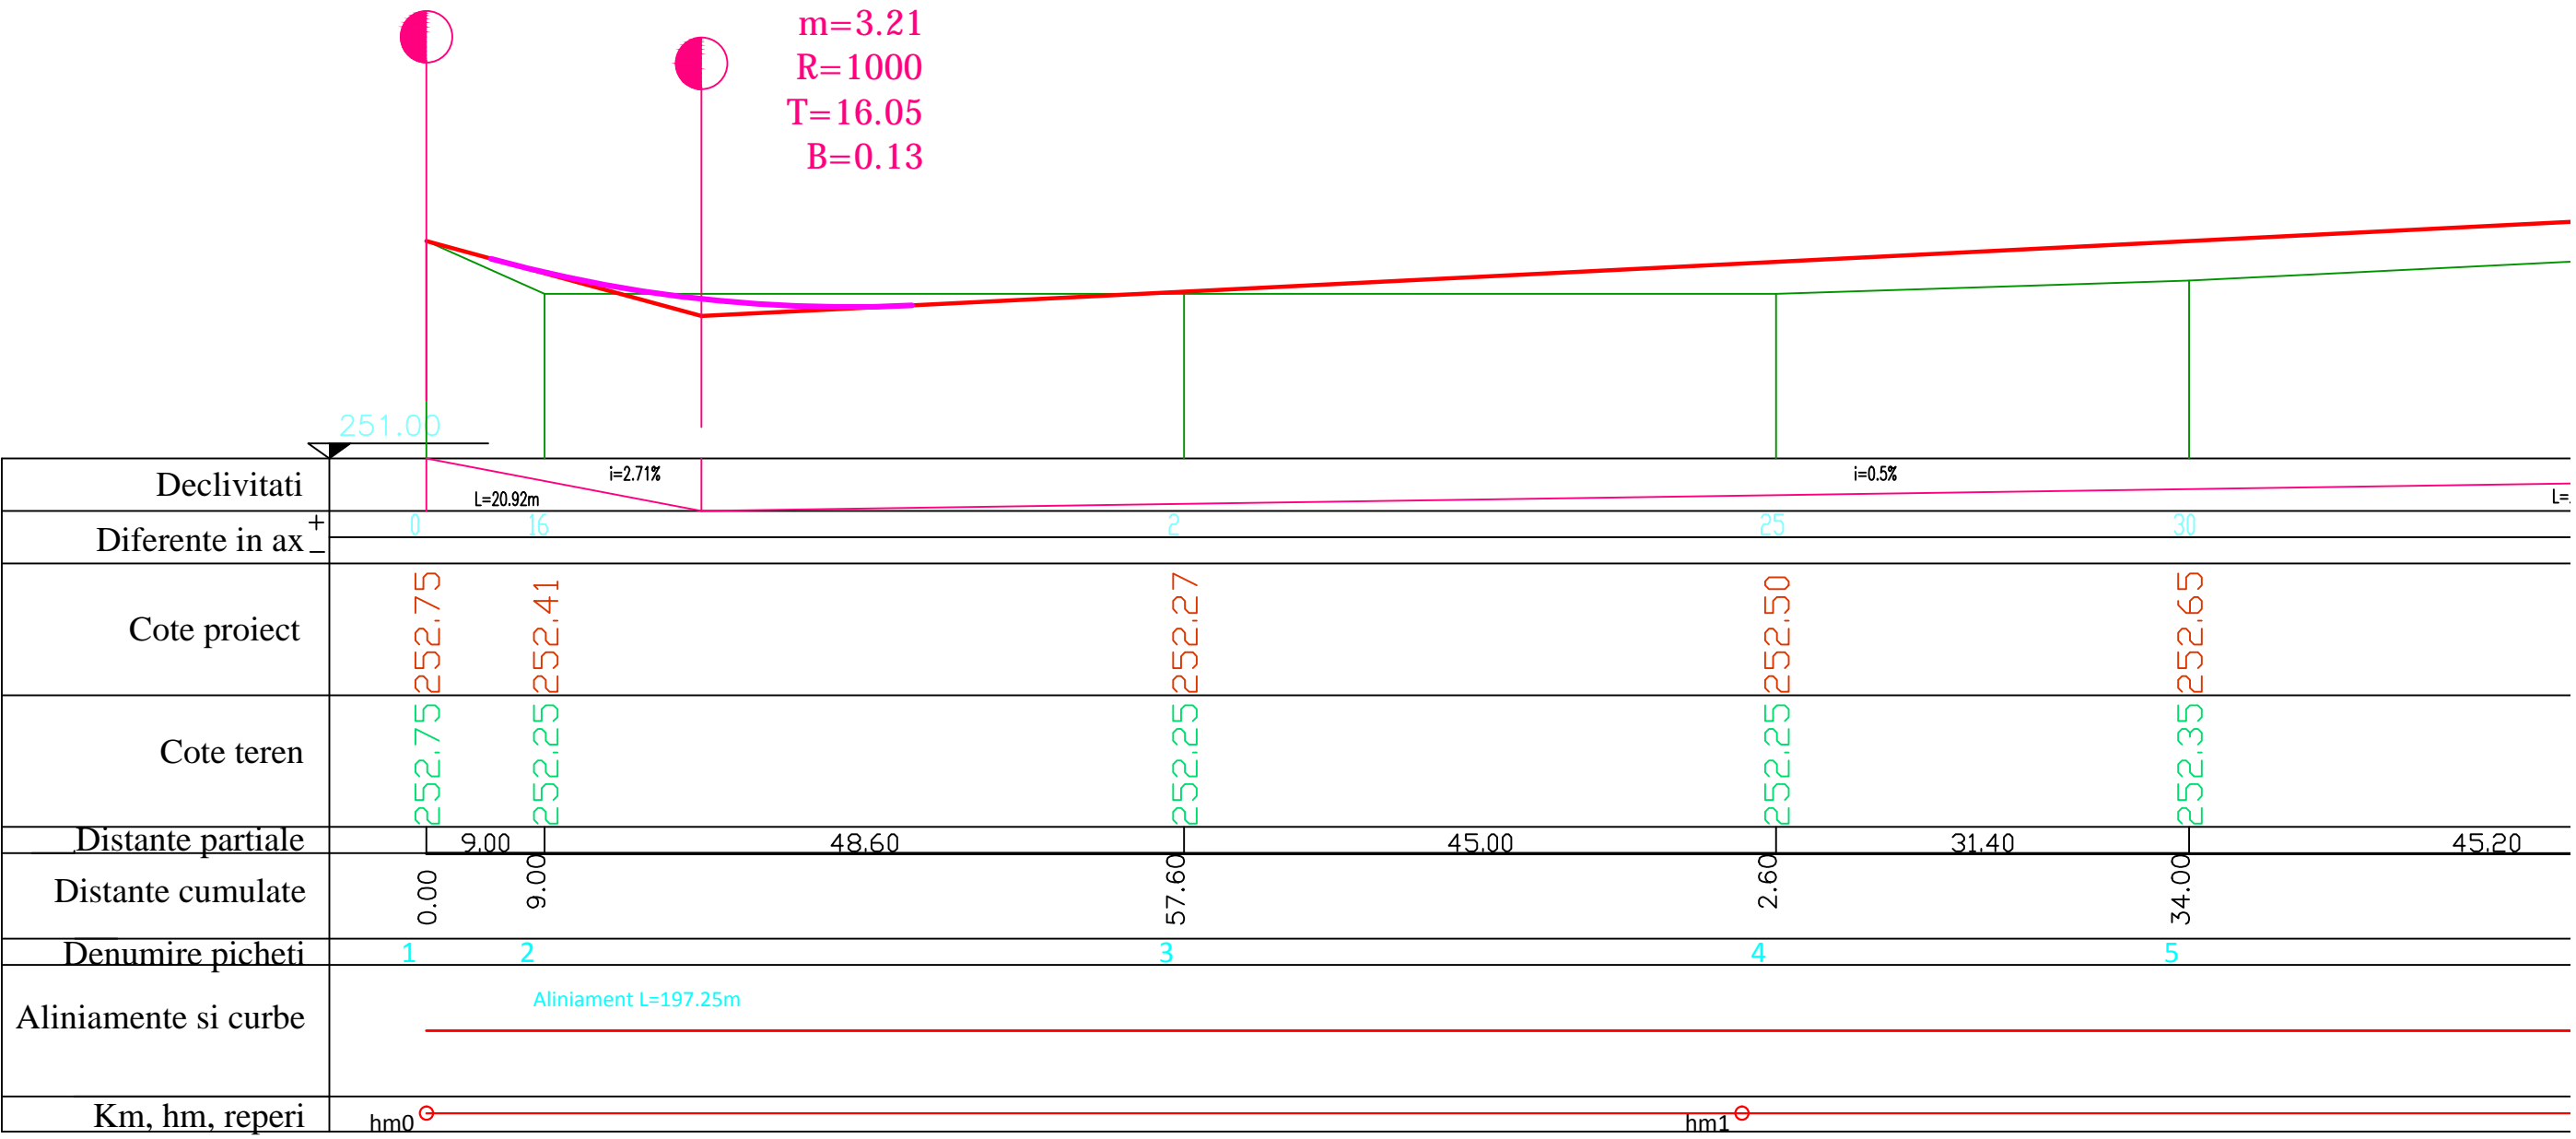 m=3.21
R=1000
T=16.05
B=0.13
251.00
Declivitati
L=20.92m
i=2.71%
i=0.5%
L=
Diferente in ax + −
0 16 2 25 30
Cote proiect
252.75 252.41 252.27 252.50 252.65
Cote teren
252.75 252.25 252.25 252.25 252.35
Distante partiale
9.00 48.60 45.00 31.40 45.20
Distante cumulate
0.00 9.00 57.60 2.60 34.00
Denumire picheti
1 2 3 4 5
Aliniamente si curbe
Aliniament L=197.25m
Km, hm, reperi
hm0 hm1